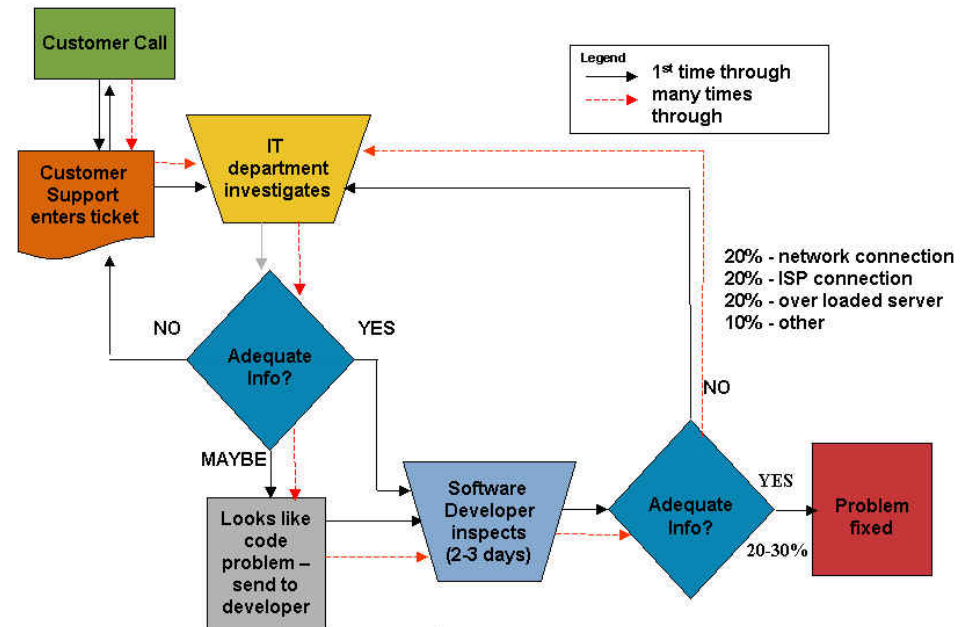 Customer Call
Legend
1st time through
many times
through
IT
department
investigates
Customer
Support
enters ticket
20% - network connection
20% - ISP connection
20% - over loaded server
10% - other
NO
YES
Adequate
Info?
NO
MAYBE
Looks like
code
problem –
send to
developer
Software
Developer
inspects
(2-3 days)
Adequate
Info?
YES
20-30%
Problem
fixed